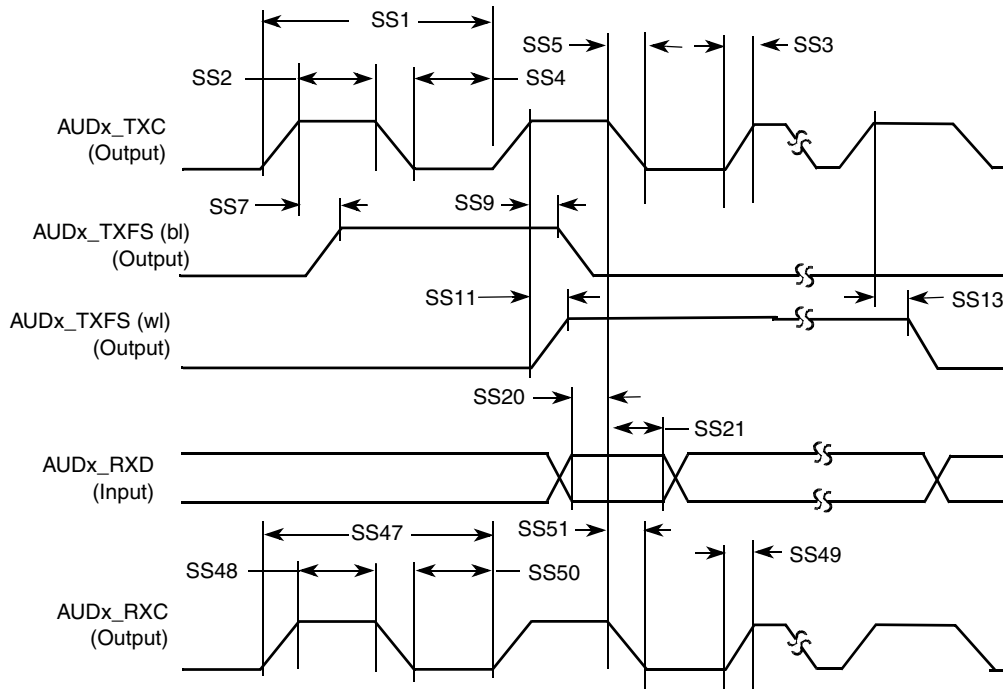 SS1
SS5
SS3
SS2
SS4
AUDx_TXC
(Output)
SS7
SS9
AUDx_TXFS (bl)
(Output)
SS11
SS13
AUDx_TXFS (wl)
(Output)
SS20
SS21
AUDx_RXD
(Input)
SS47
SS51
SS49
SS48
SS50
AUDx_RXC
(Output)